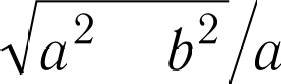 √(a² b²)/a